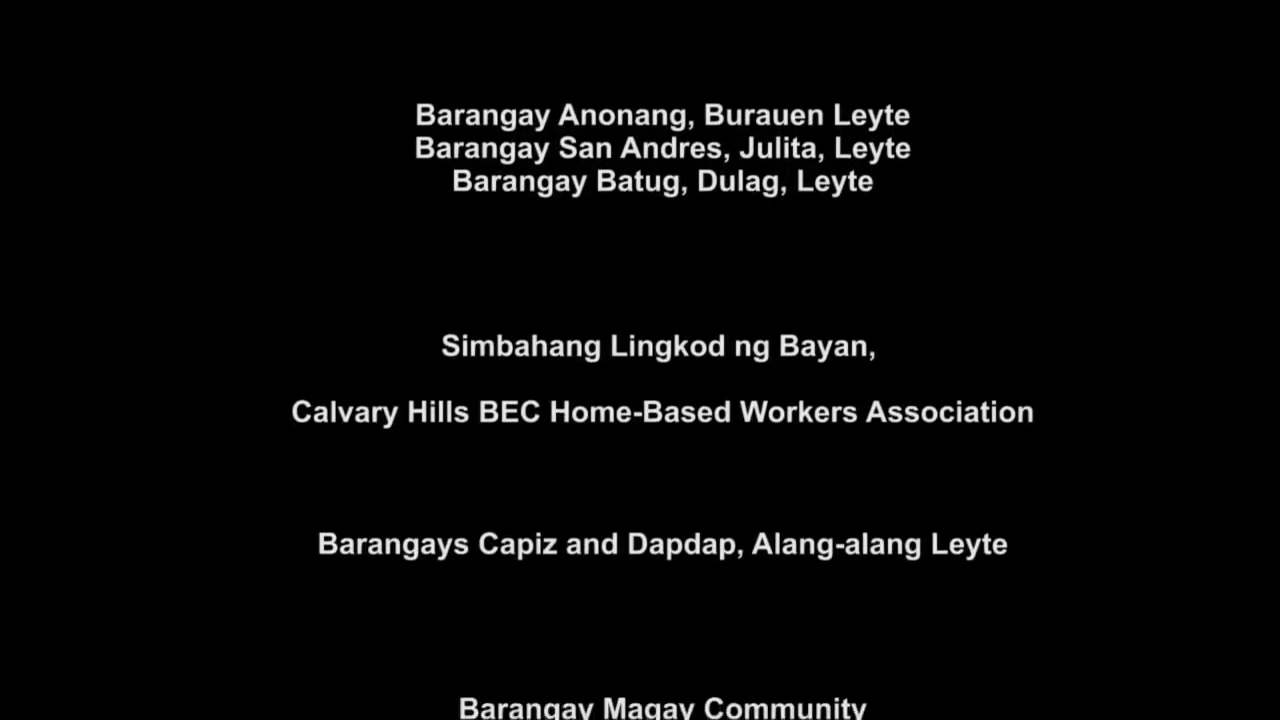 Barangay Anonang, Burauen Leyte
Barangay San Andres, Julita, Leyte
Barangay Batug, Dulag, Leyte
Simbahang Lingkod ng Bayan,
Calvary Hills BEC Home-Based Workers Association
Barangays Capiz and Dapdap, Alang-alang Leyte
Barangay Magay Community